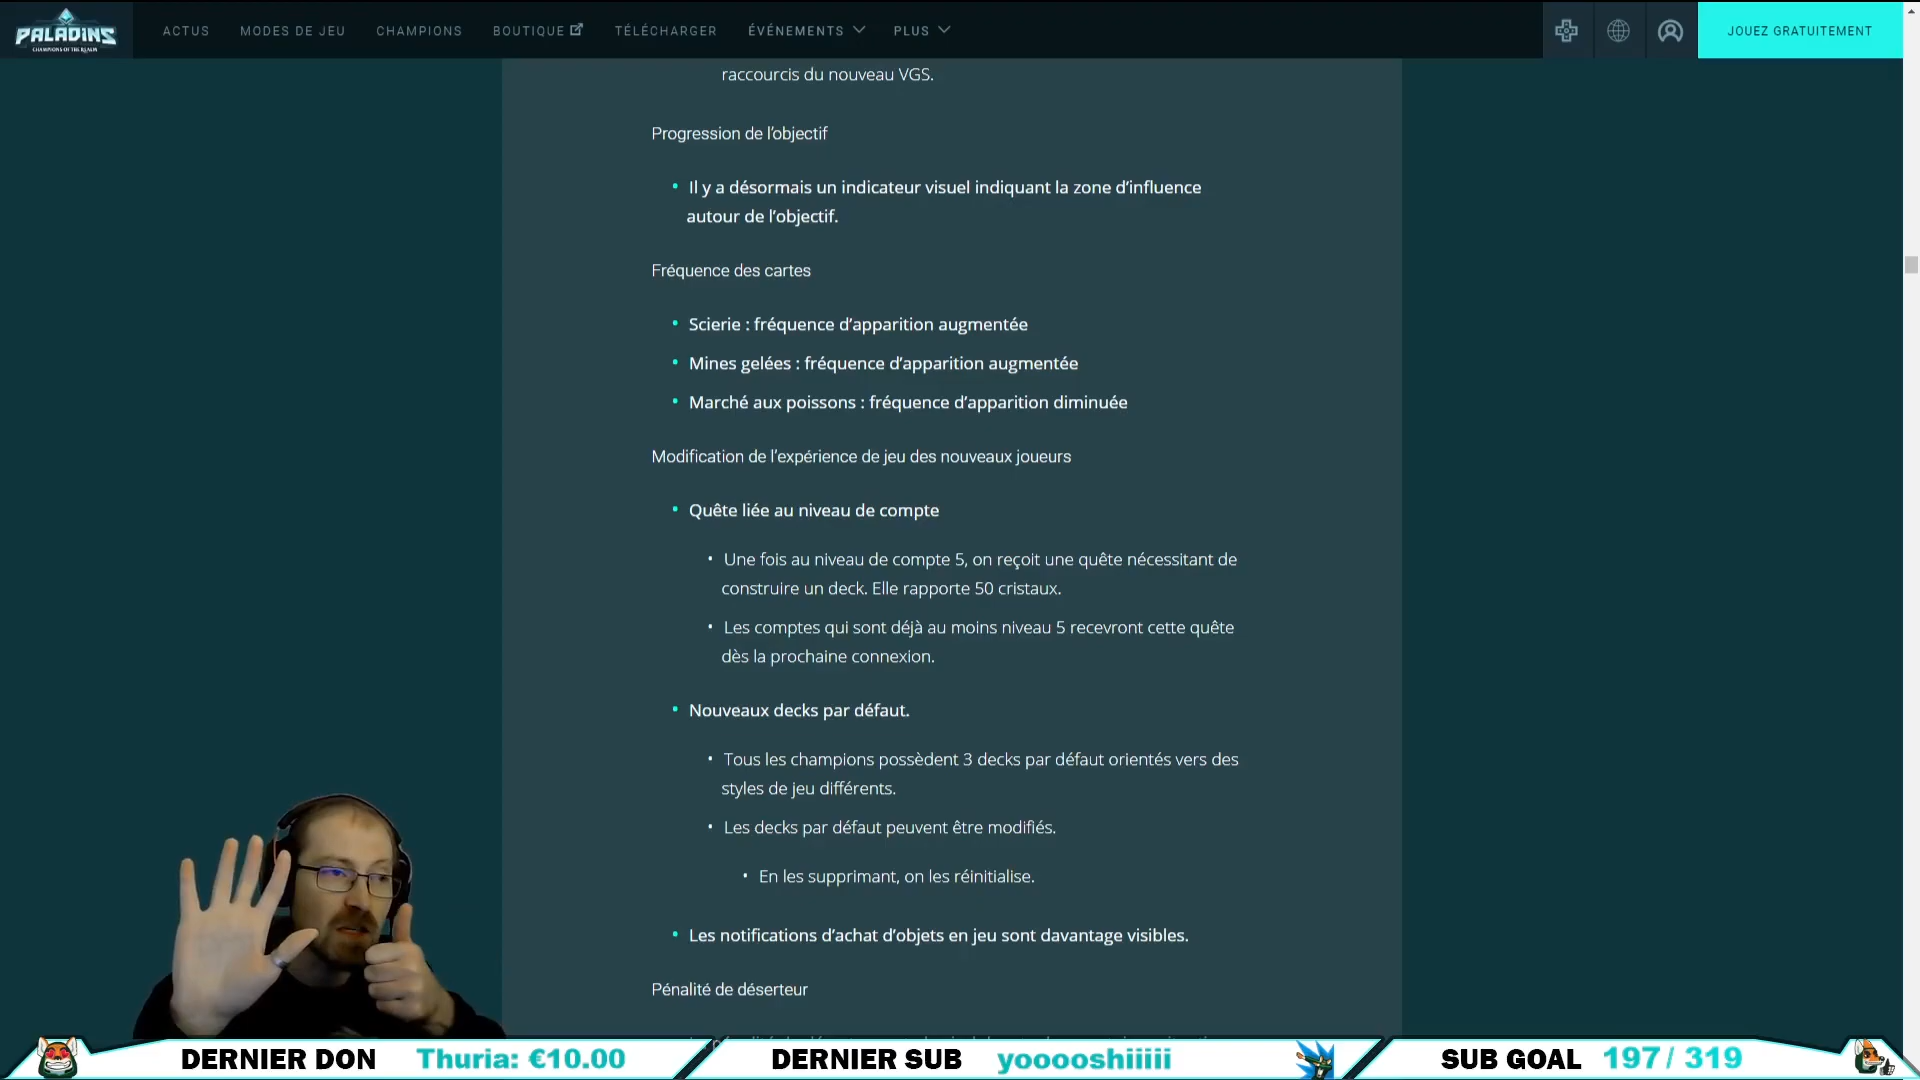 PALADINS
CHAMPIONS OF THE REALM
ACTUS
MODES DE JEU
CHAMPIONS
BOUTIQUE
TÉLÉCHARGER
ÉVÉNEMENTS
PLUS
JOUEZ GRATUITEMENT
raccourcis du nouveau VGS.
Progression de l’objectif
• Il y a désormais un indicateur visuel indiquant la zone d’influence
autour de l’objectif.
Fréquence des cartes
• Scierie : fréquence d’apparition augmentée
• Mines gelées : fréquence d’apparition augmentée
• Marché aux poissons : fréquence d’apparition diminuée
Modification de l’expérience de jeu des nouveaux joueurs
• Quête liée au niveau de compte
• Une fois au niveau de compte 5, on reçoit une quête nécessitant de
construire un deck. Elle rapporte 50 cristaux.
• Les comptes qui sont déjà au moins niveau 5 recevront cette quête
dès la prochaine connexion.
• Nouveaux decks par défaut.
• Tous les champions possèdent 3 decks par défaut orientés vers des
styles de jeu différents.
• Les decks par défaut peuvent être modifiés.
• En les supprimant, on les réinitialise.
• Les notifications d’achat d’objets en jeu sont davantage visibles.
Pénalité de déserteur
DERNIER DON Thuria: €10.00
DERNIER SUB yooooshiiiii
SUB GOAL 197 / 319